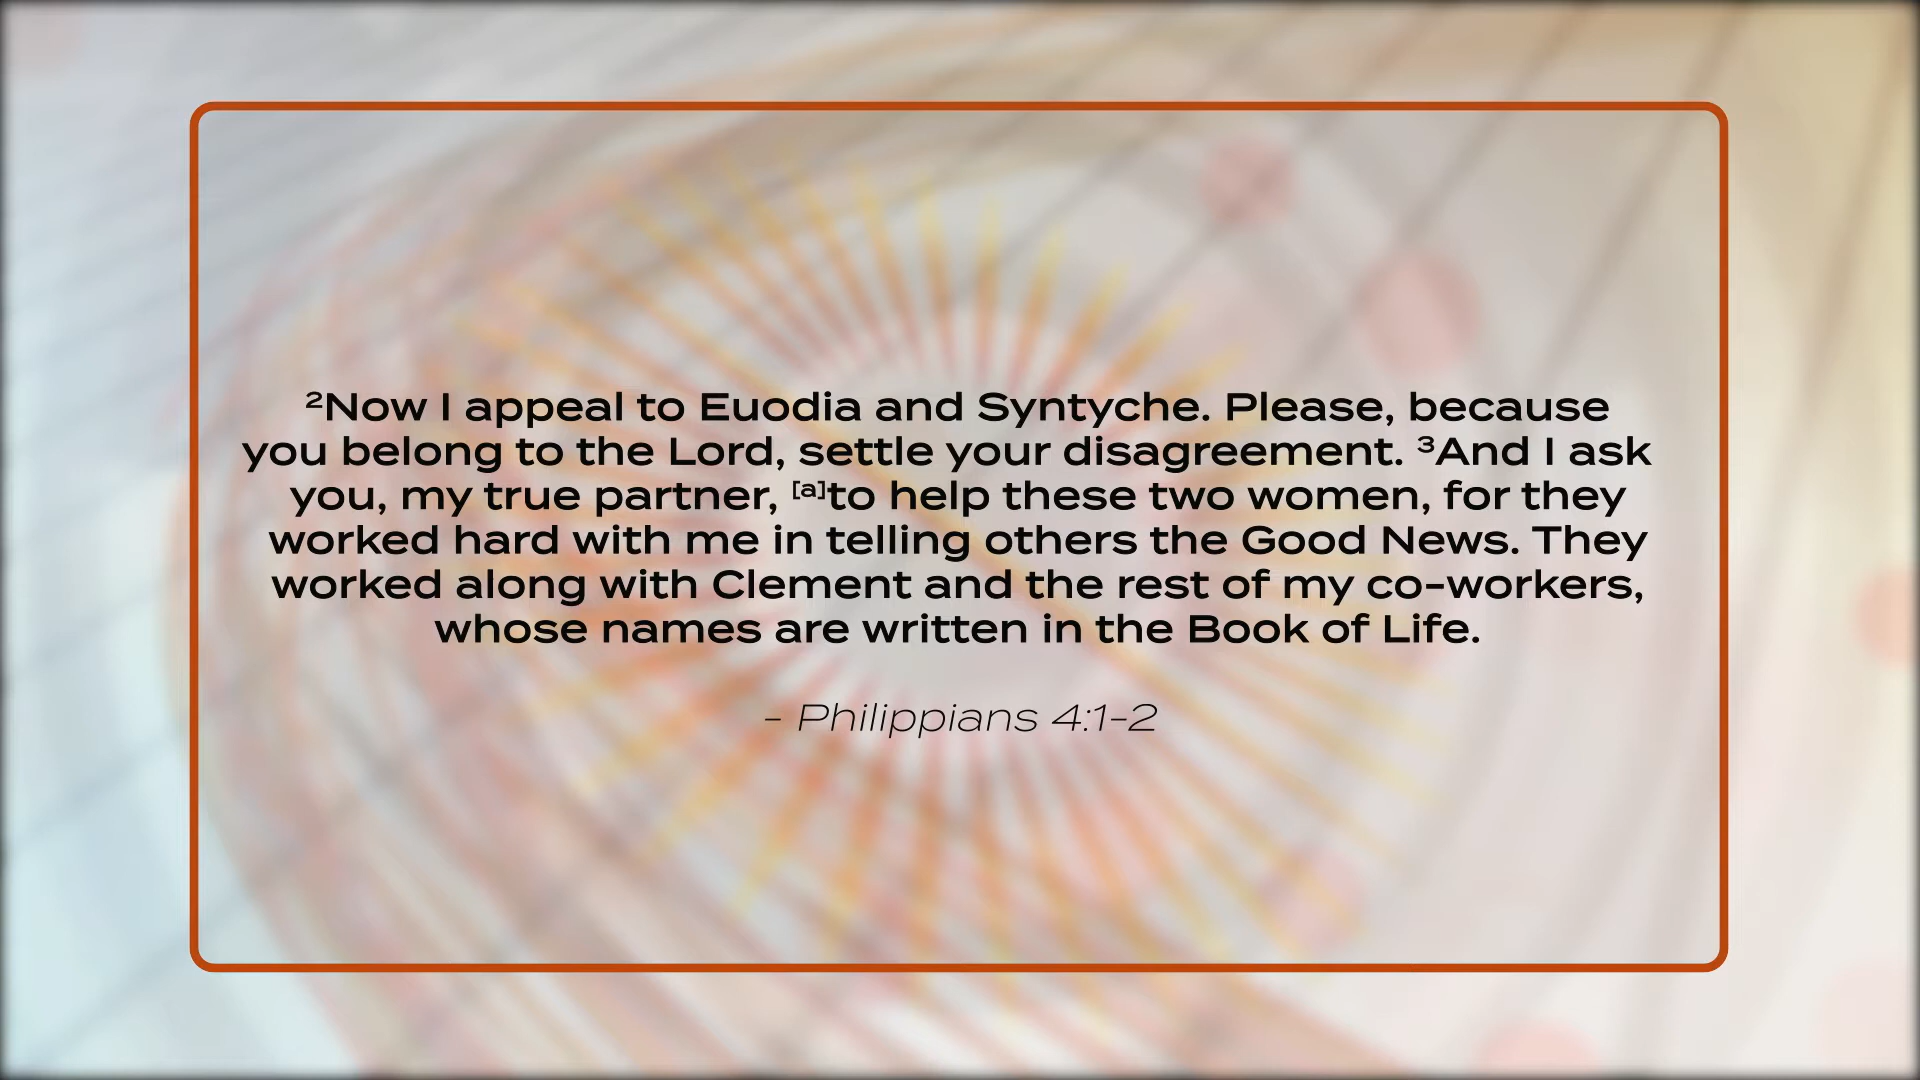 ²Now I appeal to Euodia and Syntyche. Please, because
you belong to the Lord, settle your disagreement. ³And I ask
you, my true partner, [a]to help these two women, for they
worked hard with me in telling others the Good News. They
worked along with Clement and the rest of my co-workers,
whose names are written in the Book of Life.
- Philippians 4:1-2